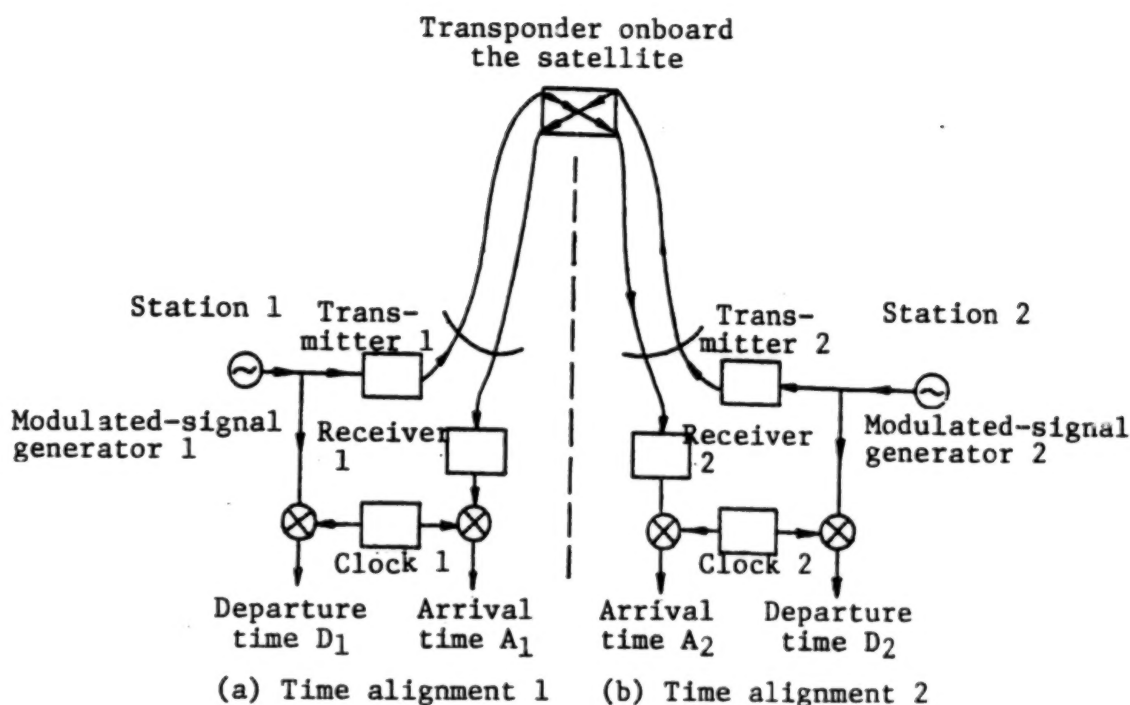 Transponder onboard
the satellite
Station 1
Trans-
mitter 1
Trans-
mitter 2
Station 2
Modulated-signal
generator 1
Receiver
1
Receiver
2
Modulated-signal
generator 2
Clock 1
Clock 2
Departure
time D₁
Arrival
time A₁
Arrival
time A₂
Departure
time D₂
(a) Time alignment 1
(b) Time alignment 2